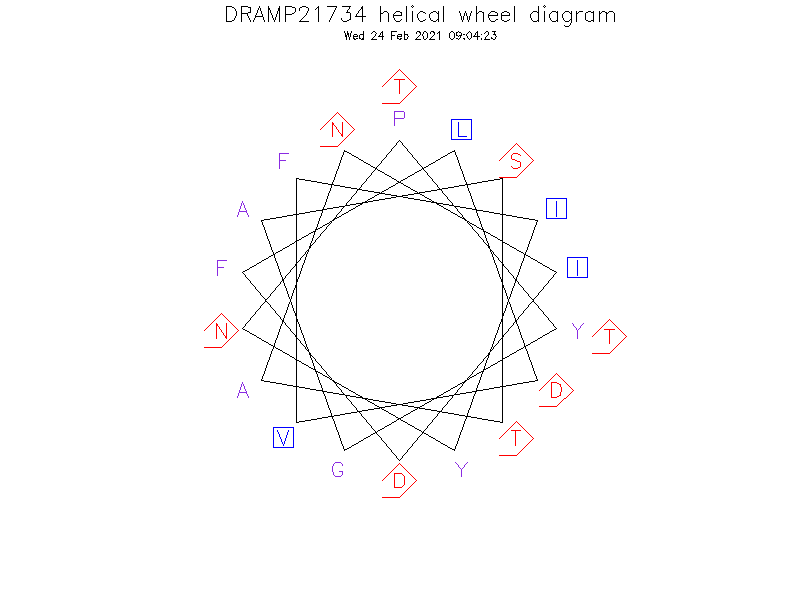 DRAMP21734 helical wheel diagram
Wed 24 Feb 2021 09:04:23
T
P
N
L
F
S
A
I
F
I
N
Y T
A
D
V
T
G
Y
D